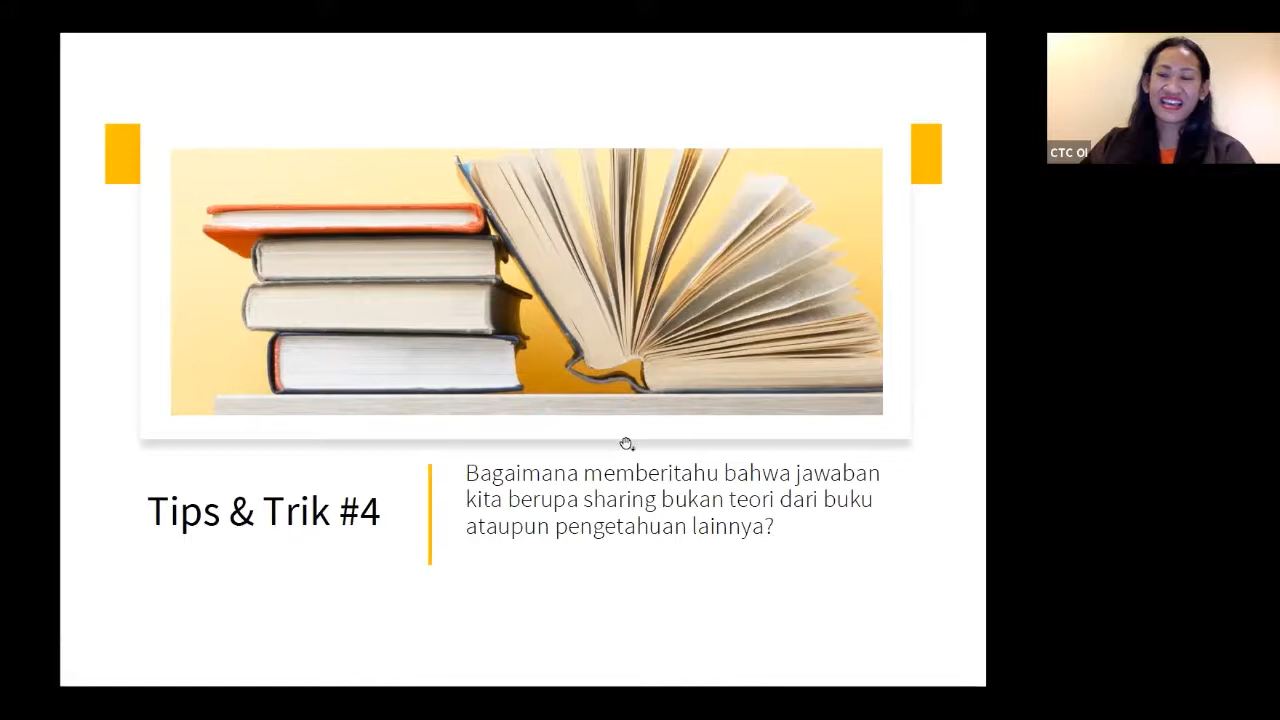 CTC OI
Tips & Trik #4
Bagaimana memberitahu bahwa jawaban
kita berupa sharing bukan teori dari buku
ataupun pengetahuan lainnya?